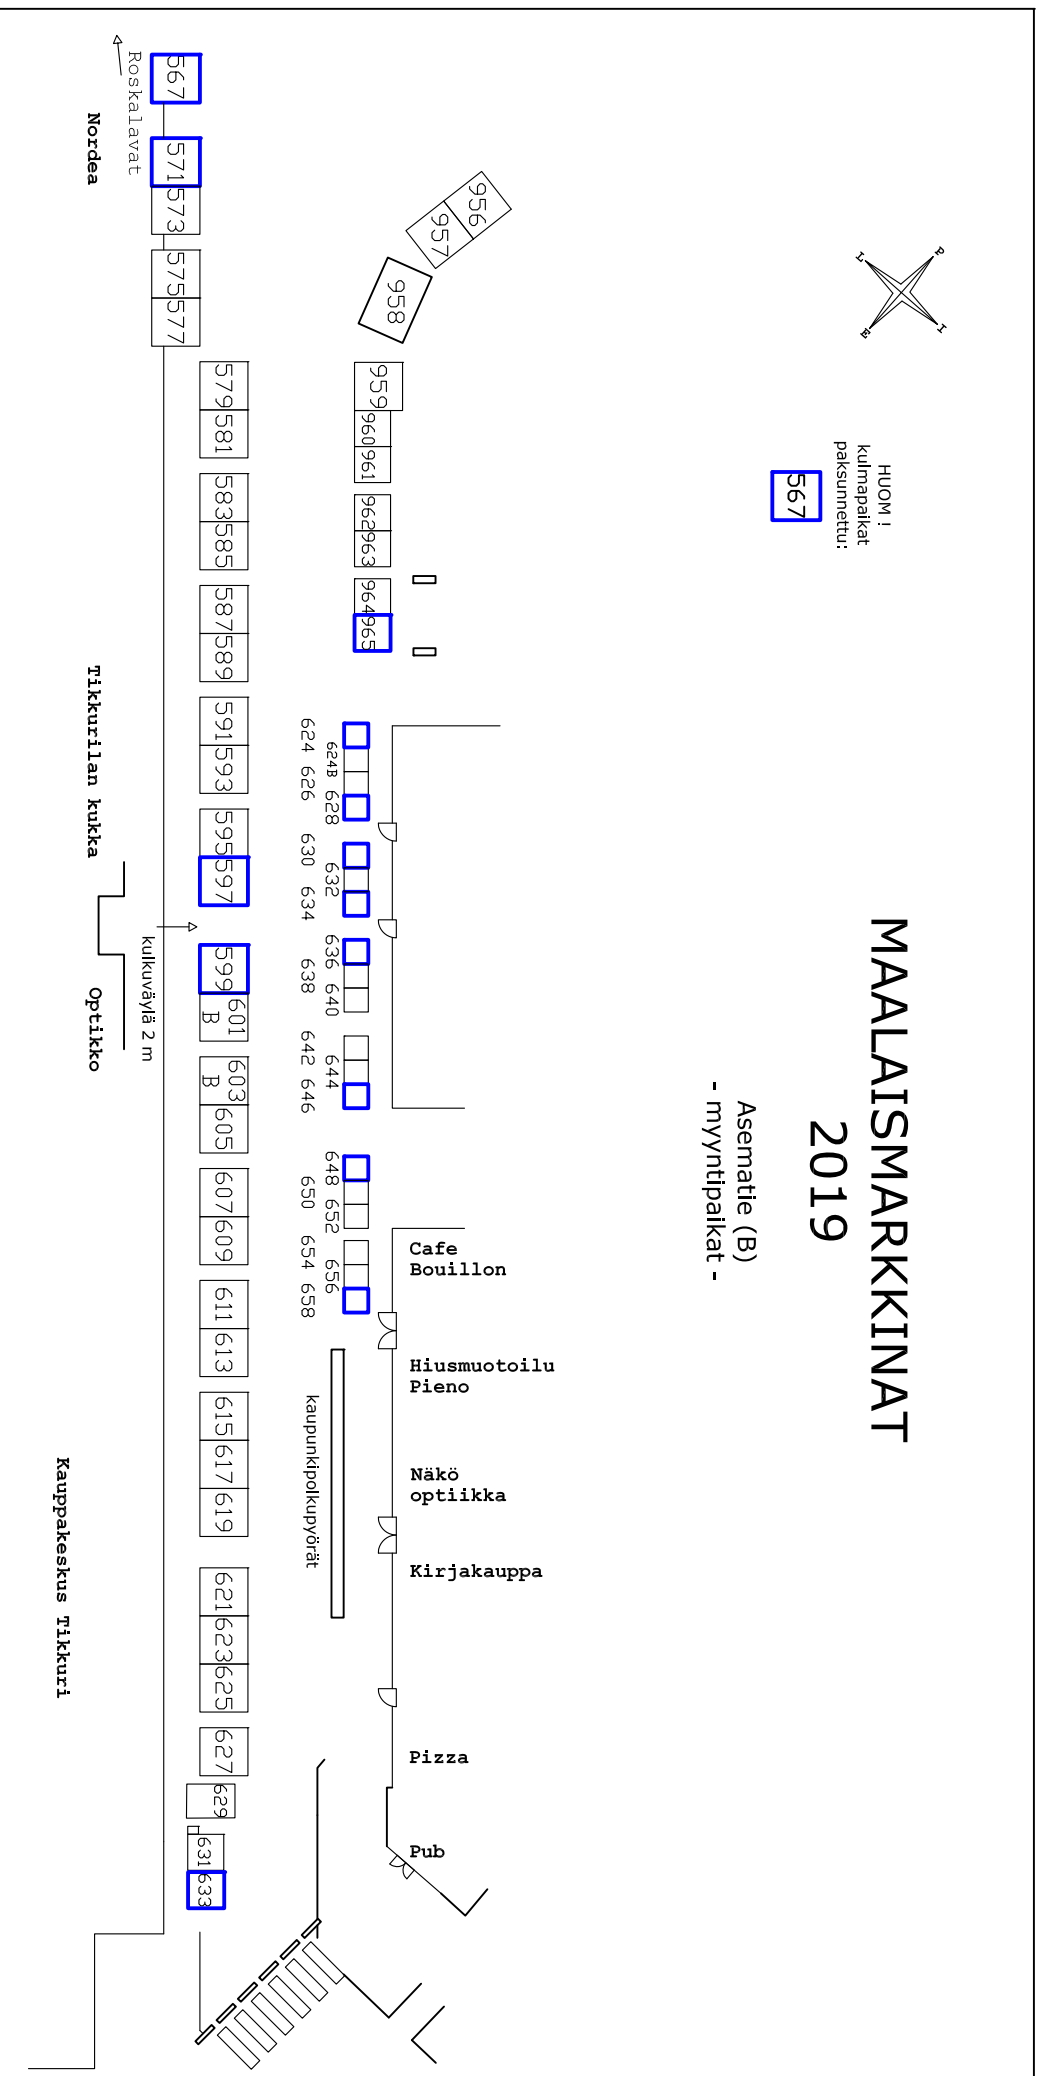 MAALAISMARKKINAT
2019
Asematie (B)
- myyntipaikat -
HUOM !
kulmapaikat
paksunnettu:
567
P
I
E
L
956
957
958
959
960
961
962
963
964
965
624
624B
626
628
630
632
634
636
638
640
642
644
646
648
650
652
654
656
658
Cafe
Bouillon
Hiusmuotoilu
Pieno
Näkö
optiikka
Kirjakauppa
Pizza
Pub
kaupunkipolkupyörät
567
571
573
575
577
579
581
583
585
587
589
591
593
595
597
599
601
B
603
B
605
607
609
611
613
615
617
619
621
623
625
627
629
631
633
Roskalavat
Nordea
Tikkurilan kukka
kulkuväylä 2 m
Optikko
Kauppakeskus Tikkuri